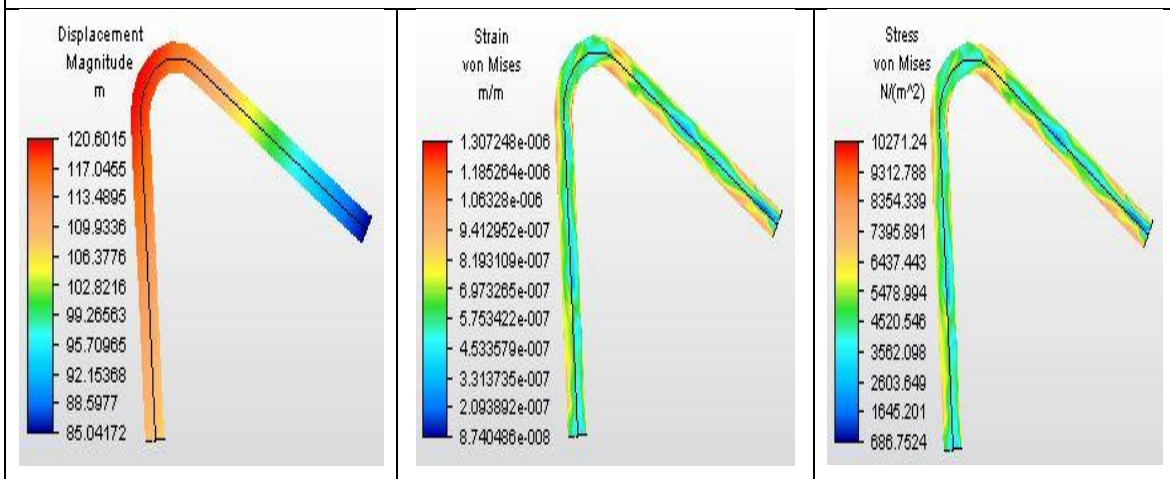 Displacement
Magnitude
m
120.6015
117.0455
113.4895
109.9336
106.3776
102.8216
99.26563
95.70965
92.15368
88.5977
85.04172
Strain
von Mises
m/m
1.307248e-006
1.185264e-006
1.06328e-006
9.412952e-007
8.193109e-007
6.973265e-007
5.753422e-007
4.533579e-007
3.313735e-007
2.093892e-007
8.740486e-008
Stress
von Mises
N/(m^2)
10271.24
9312.788
8354.339
7395.891
6437.443
5478.994
4520.546
3562.098
2603.649
1645.201
686.7524